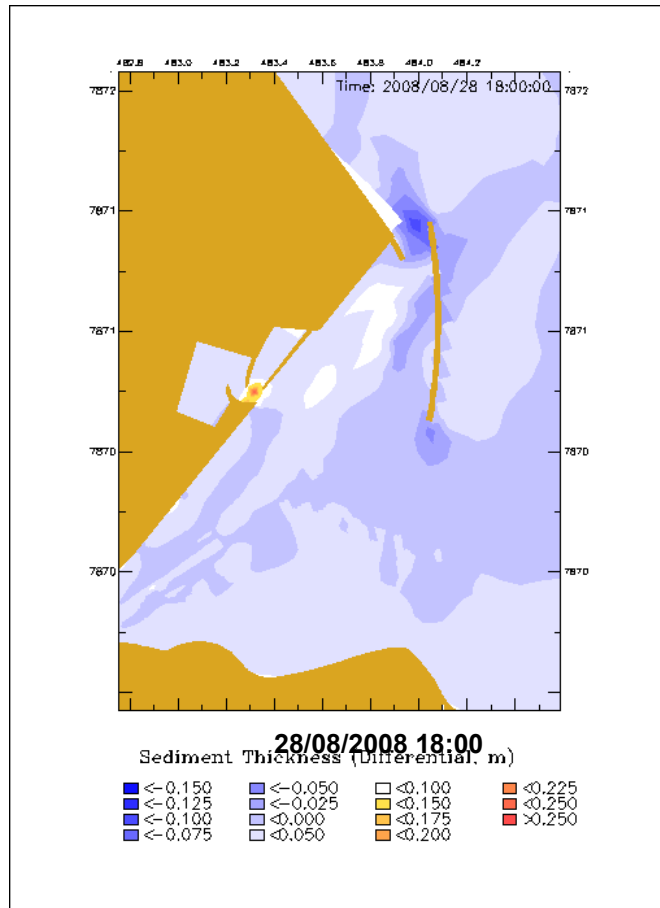 482.8 483.0 483.2 483.4 483.6 483.8 484.0 484.2
Time: 2008/08/28 18:00:00
7872 7872
7871 7871
7871 7871
7870 7870
7870 7870
28/08/2008 18:00
Sediment Thickness (Differential, m)
<-0.150 <-0.050 <0.100 <0.225
<-0.125 <-0.025 <0.150 <0.250
<-0.100 <0.000 <0.175 >0.250
<-0.075 <0.050 <0.200